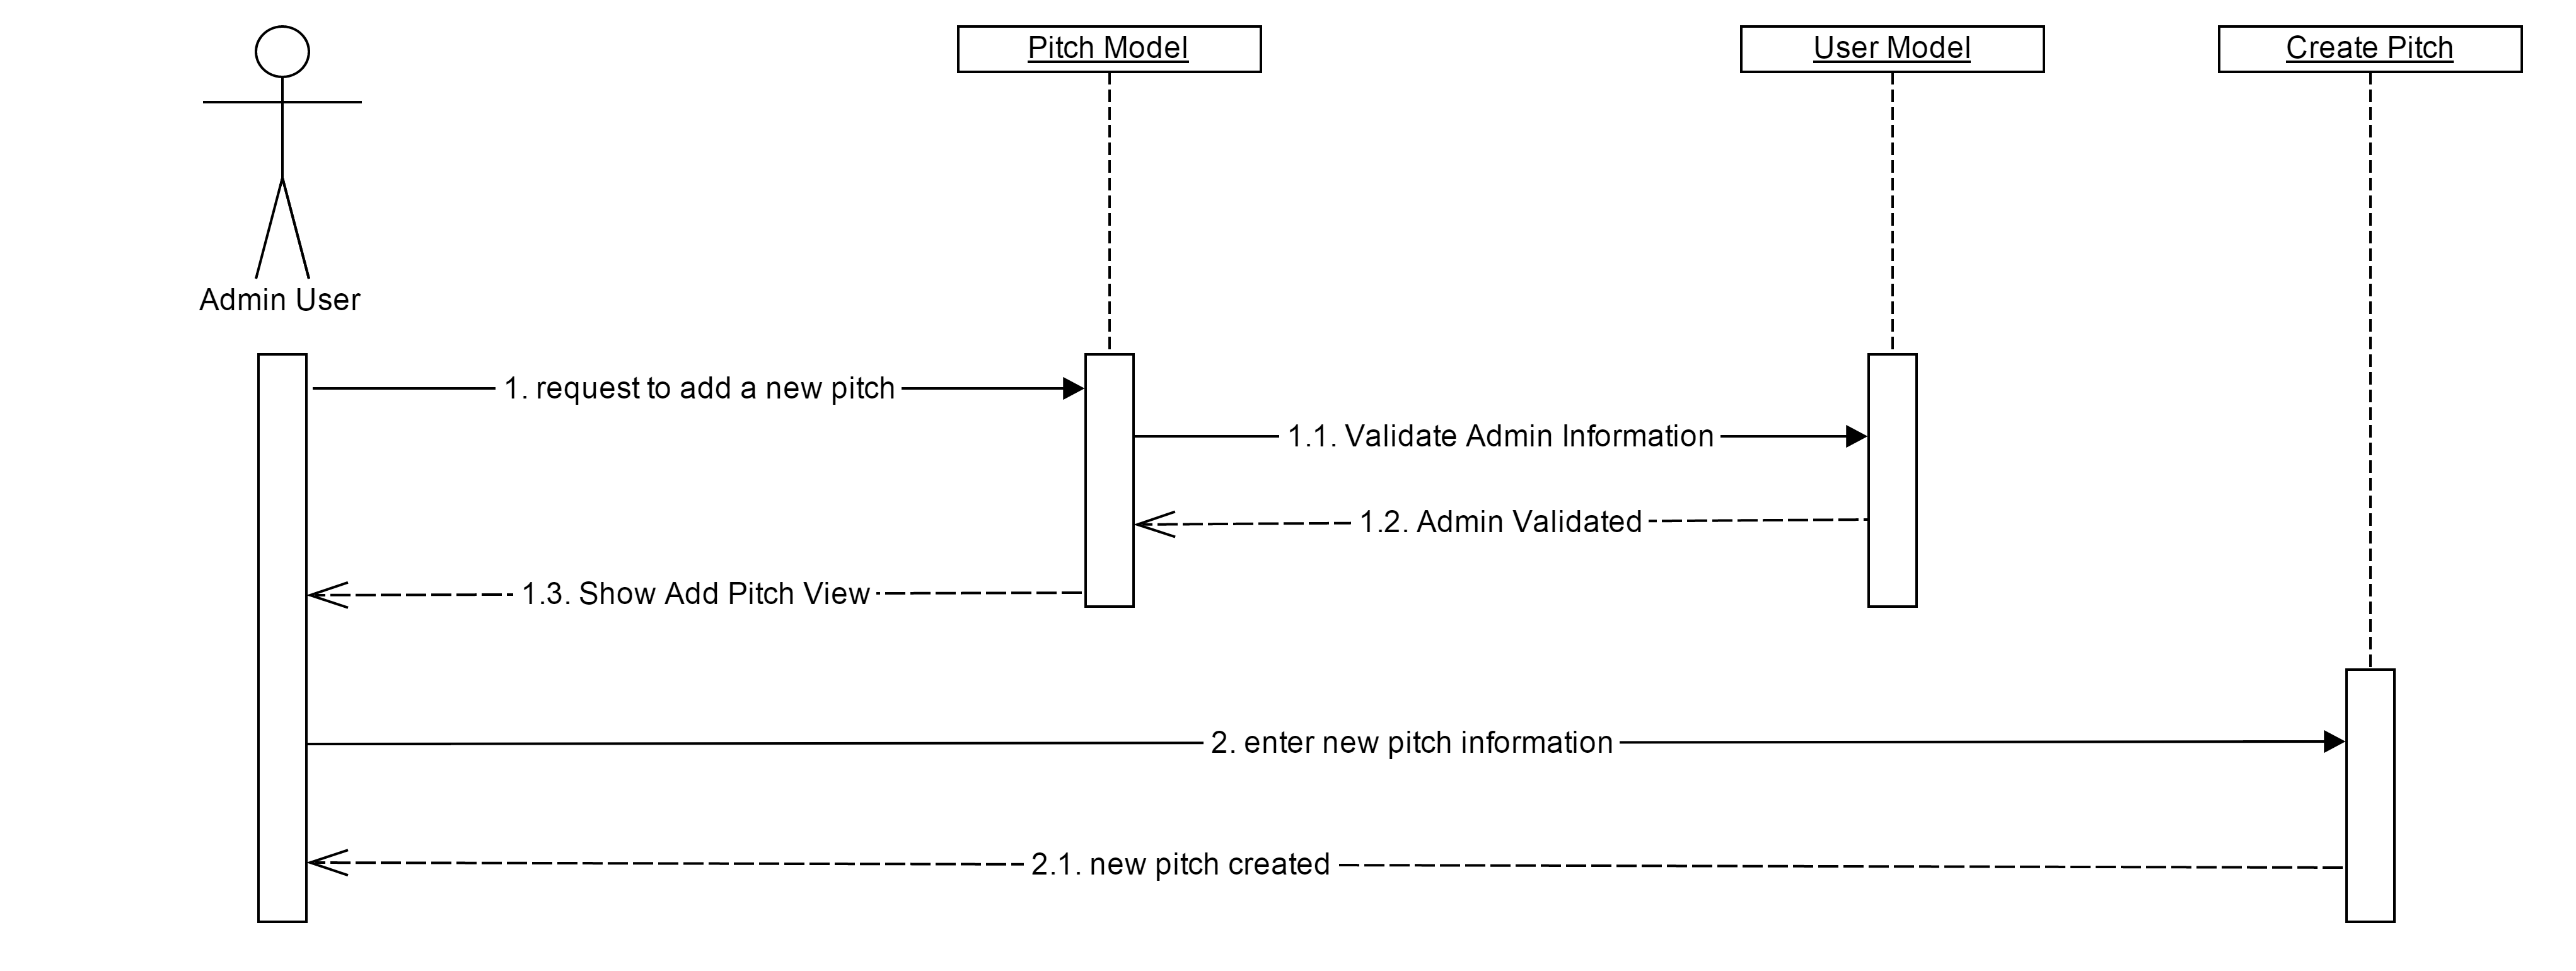 Pitch Model
User Model
Create Pitch
Admin User
1. request to add a new pitch
1.1. Validate Admin Information
1.2. Admin Validated
1.3. Show Add Pitch View
2. enter new pitch information
2.1. new pitch created